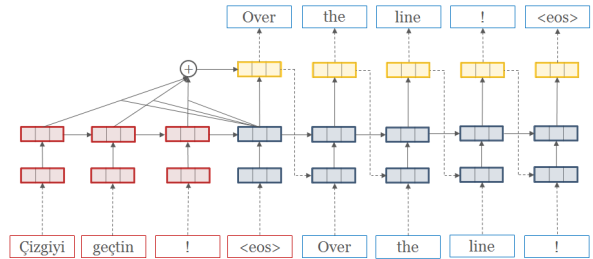 Over the line ! <eos>
+
Çizgiyi geçtin ! <eos> Over the line !